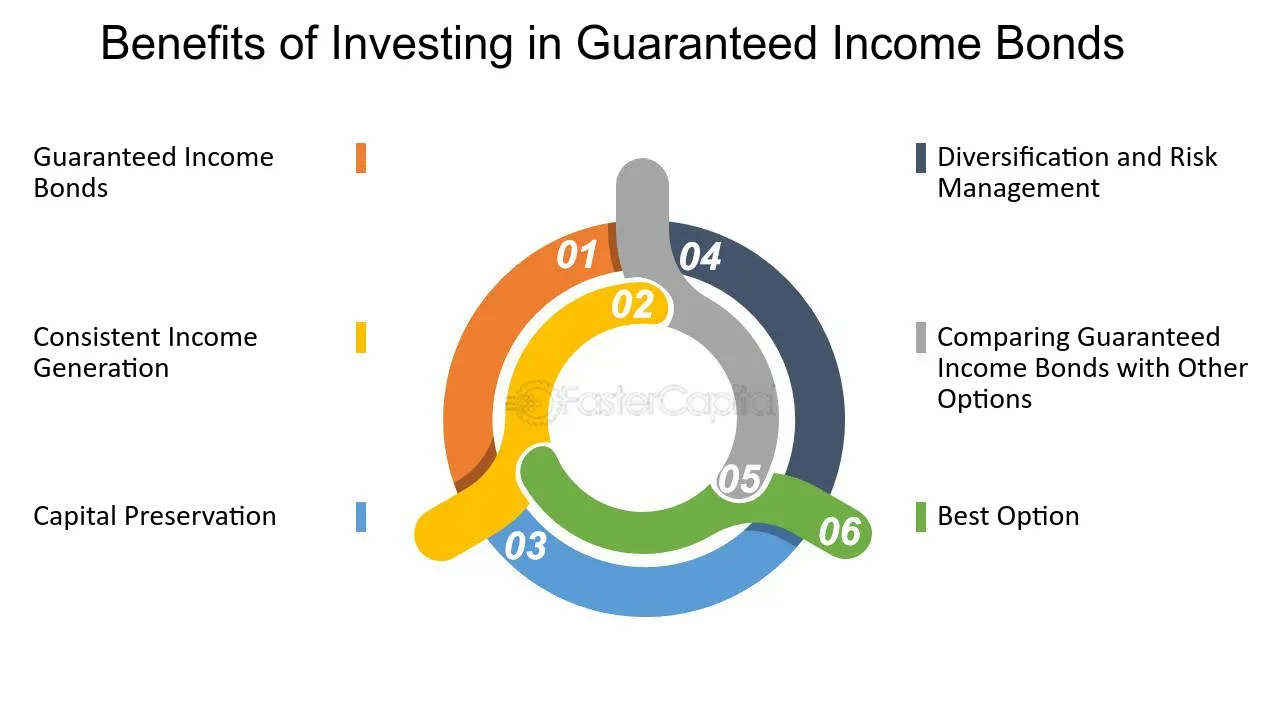 Benefits of Investing in Guaranteed Income Bonds
Guaranteed Income
Bonds
Consistent Income
Generation
Capital Preservation
01
02
03
04
05
06
FasterCapital
Diversification and Risk
Management
Comparing Guaranteed
Income Bonds with Other
Options
Best Option